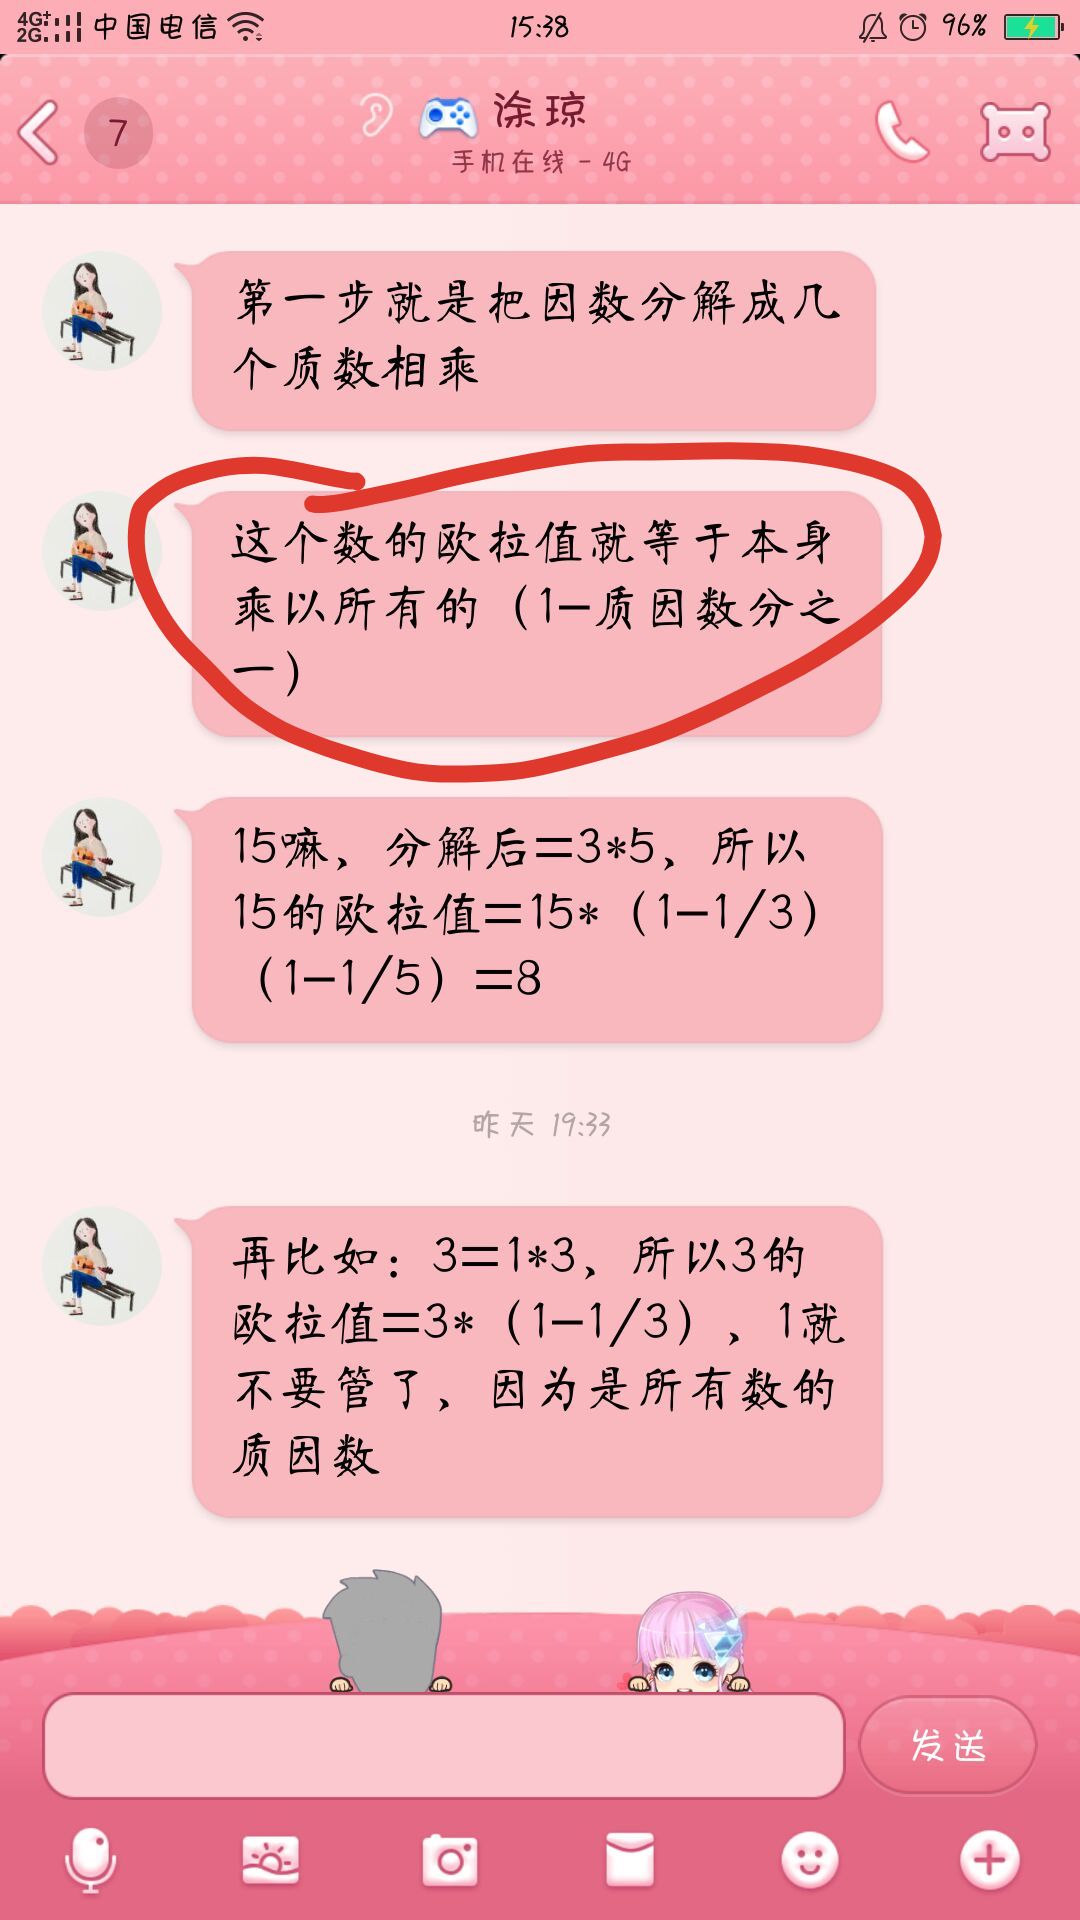 4G+ 中国电信 15:38 96%
2G
7 涂琼
手机在线 - 4G
第一步就是把因数分解成几
个质数相乘
这个数的欧拉值就等于本身
乘以所有的（1-质因数分之
一）
15嘛，分解后=3*5，所以
15的欧拉值=15*（1-1/3）
（1-1/5）=8
昨天 19:33
再比如：3=1*3，所以3的
欧拉值=3*（1-1/3），1就
不要管了，因为是所有数的
质因数
发送